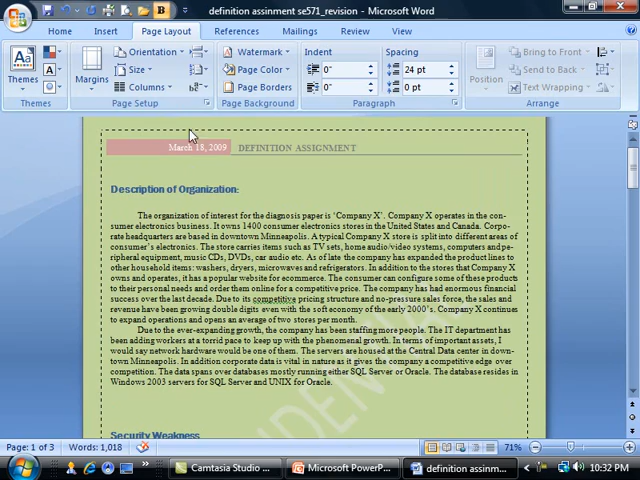 definition assinment se571_revision - Microsoft Word
Home Insert Page Layout References Mailings Review View
Themes
Themes
Margins
Orientation
Size
Columns
Page Setup
Watermark
Page Color
Page Borders
Page Background
Indent
0"
0"
Spacing
24 pt
0 pt
Paragraph
Position
Bring to Front
Send to Back
Text Wrapping
Arrange
March 18, 2009 DEFINITION ASSIGNMENT
Description of Organization:
The organization of interest for the diagnosis paper is ‘Company X’. Company X operates in the con-
sumer electronics business. It owns 1400 electronics stores in the United States and Canada. Corpo-
rate headquarters are based in downtown Minneapolis. A typical Company X store is split into different areas of
consumer’s electronics. The store carries items such as TV sets, home audio/video systems, computers and pe-
ripheral equipment, music CDs, DVDs, car audio etc. As of late the company has expanded the product lines to
other household items: washers, dryers, microwaves and refrigerators. In addition to the stores that Company X
owns and operates, it has a popular website for ecommerce. The consumer can configure some of these products
to their personal needs and order them online for a competitive price. The company has had enormous financial
success over the last decade. Due to its competitive pricing structure and no-pressure sales force, the sales and
revenue have been growing double digits even with the soft economy of the early 2000’s. Company X continues
to expand operations and opens an average of two stores per month.
Due to the ever-expanding growth, the company has been staffing more people. The IT department has
been adding workers at a torrid pace to keep up with the phenomenal growth. In terms of important assets, I
would say network hardware would be one of them. The servers are housed at the Central Data center in down-
town Minneapolis. In addition corporate data is vital in nature as it gives the company a competitive edge over
competition. The data spans over databases mostly running either SQL Server or Oracle. The database resides in
Windows 2003 servers for SQL Server and UNIX for Oracle.
Security Weakness
Page: 1 of 3 Words: 1,018 71%
Camtasia Studio ... Microsoft PowerP... definition assinm... 10:32 PM